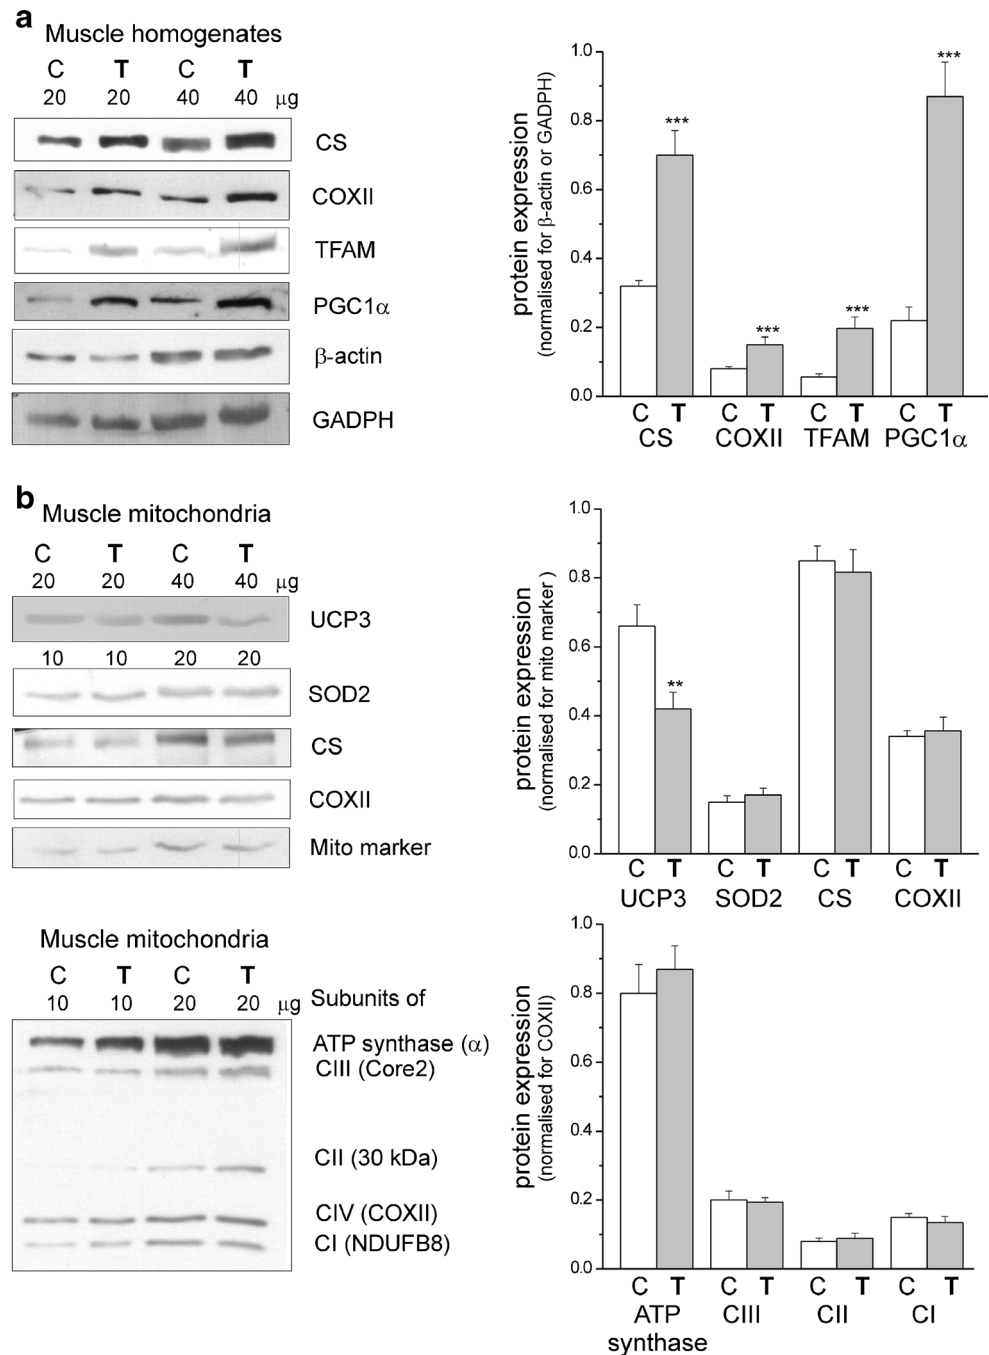 a
Muscle homogenates
C T C T
20 20 40 40 μg
CS
COXII
TFAM
PGC1α
β-actin
GADPH
protein expression
(normalised for β-actin or GADPH)
1.0
0.8
0.6
0.4
0.2
0.0
***
***
***
***
C T C T C T C T
CS COXII TFAM PGC1α
b
Muscle mitochondria
C T C T
20 20 40 40 μg
UCP3
10 10 20 20
SOD2
CS
COXII
Mito marker
protein expression
(normalised for mito marker )
1.0
0.8
0.6
0.4
0.2
0.0
**
C T C T C T C T
UCP3 SOD2 CS COXII
Muscle mitochondria
C T C T
10 10 20 20 μg
Subunits of
ATP synthase (α)
CIII (Core2)
CII (30 kDa)
CIV (COXII)
CI (NDUFB8)
protein expression
(normalised for COXII)
1.0
0.8
0.6
0.4
0.2
0.0
C T C T C T C T
ATP CIII CII CI
synthase